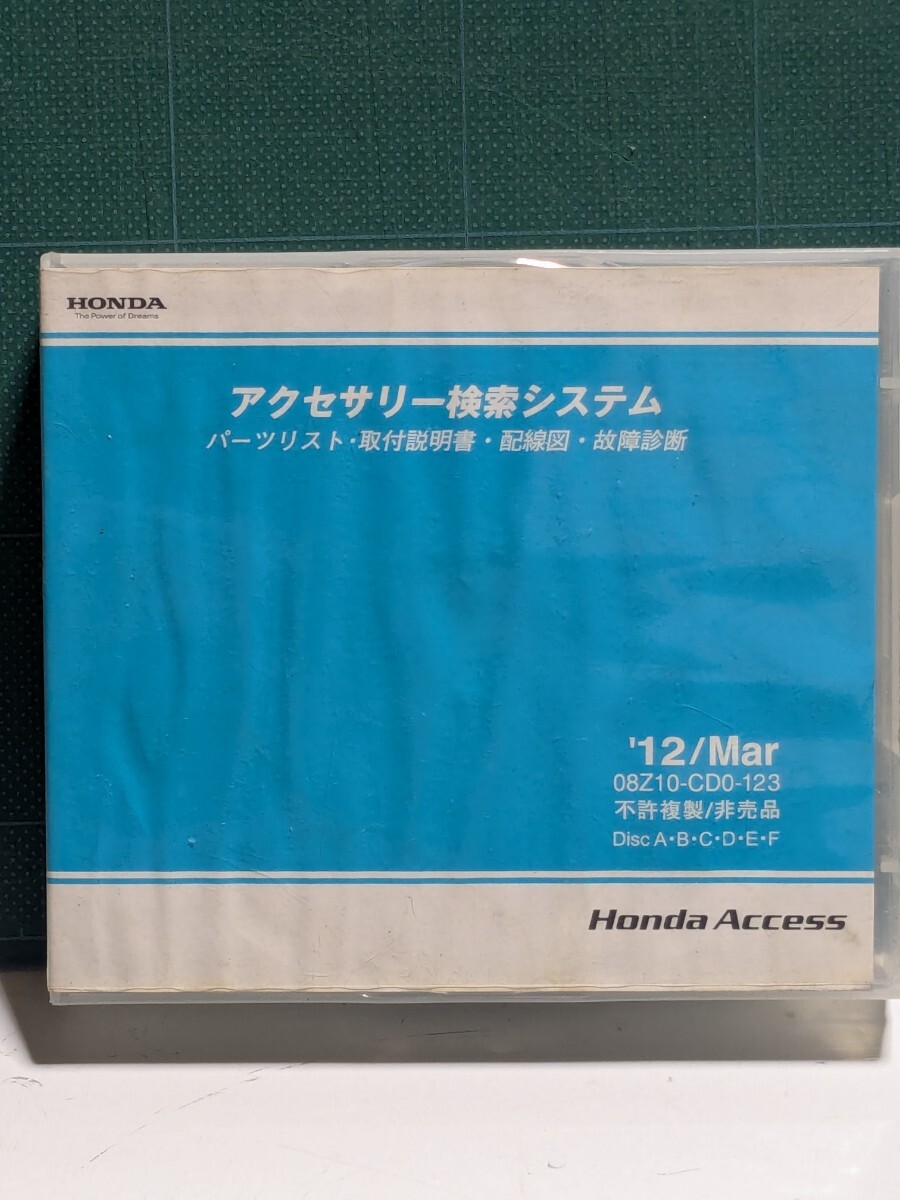 HONDA
The Power of Dreams
アクセサリー検索システム
パーツリスト・取付説明書・配線図・故障診断
'12/Mar
08Z10-CD0-123
不許複製/非売品
Disc A・B・C・D・E・F
Honda Access